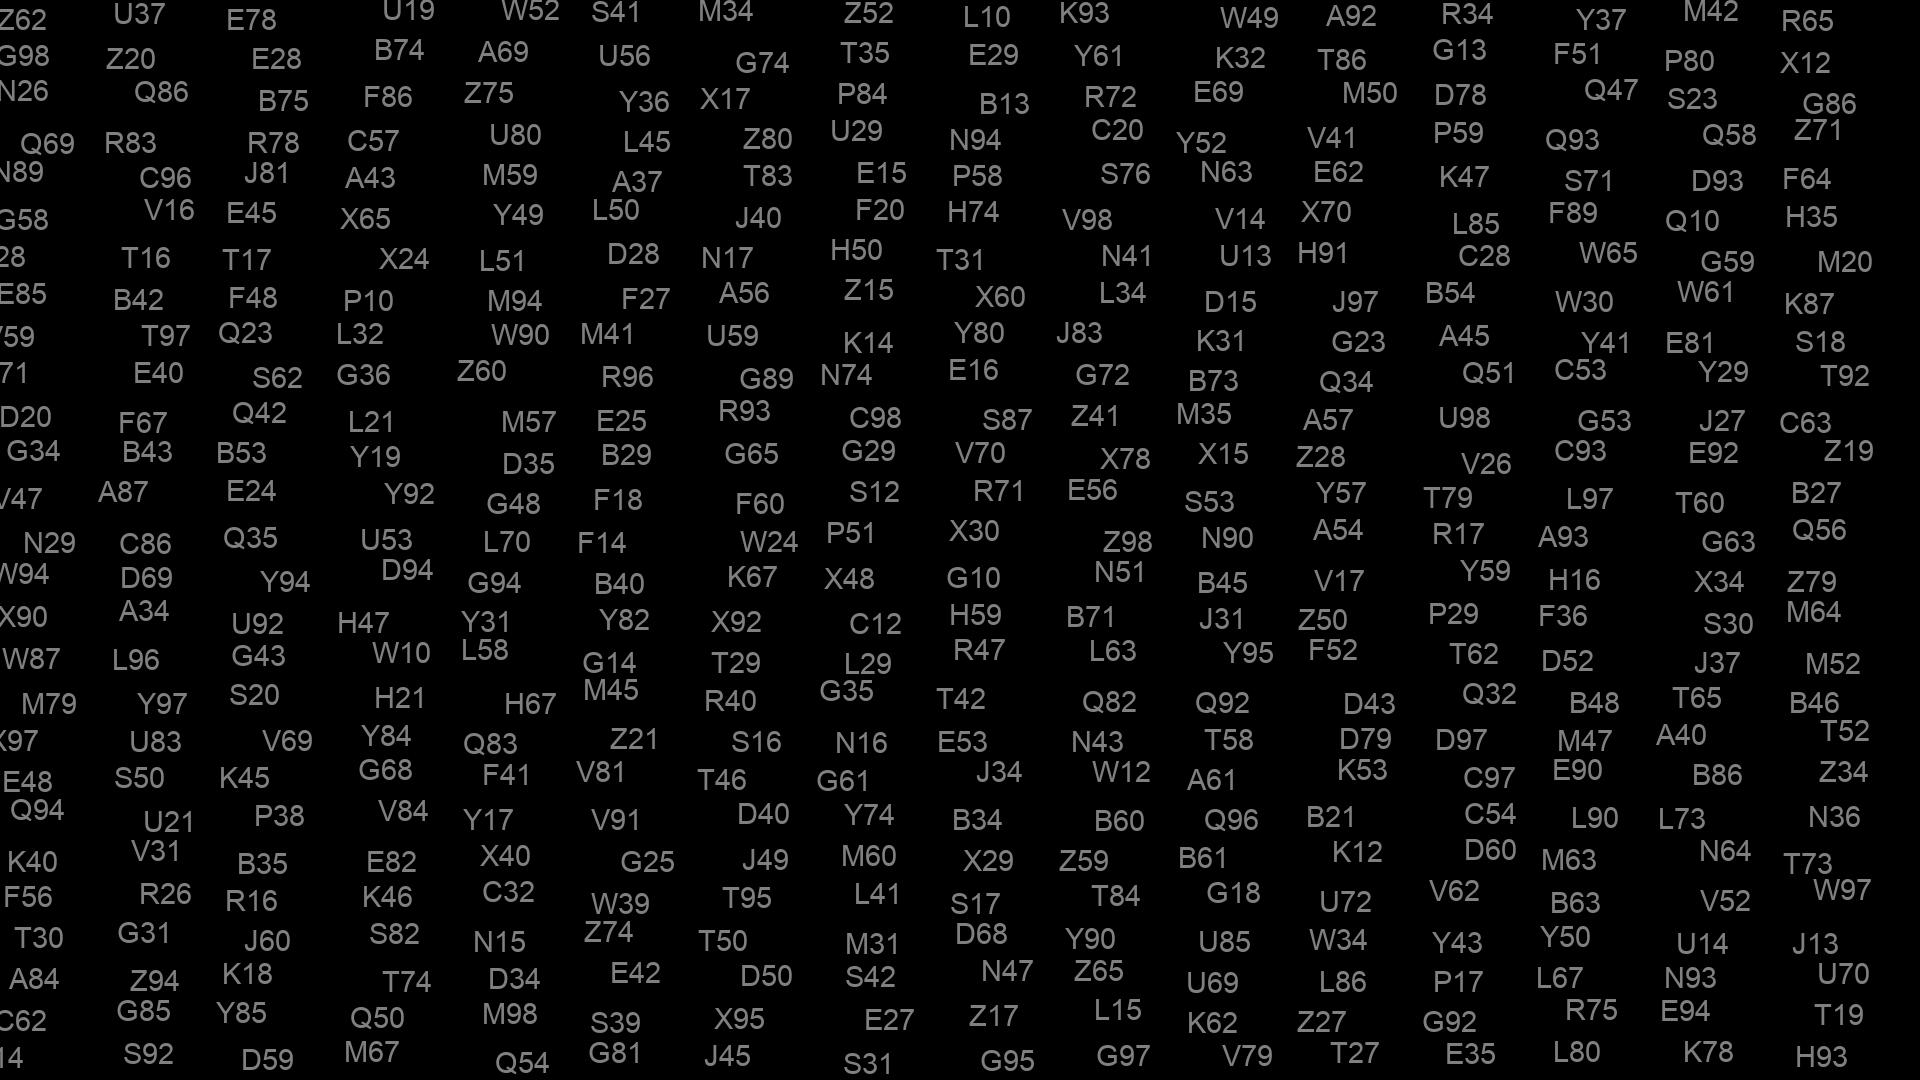 Z62 U37 E78 U19 W52 S41 M34 Z52 L10 K93 W49 A92 R34 Y37 M42 R65
G98 Z20 E28 B74 A69 U56 G74 T35 E29 Y61 K32 T86 G13 F51 P80 X12
N26 Q86 B75 F86 Z75 Y36 X17 P84 B13 R72 E69 M50 D78 Q47 S23 G86
Q69 R83 R78 C57 U80 L45 Z80 U29 N94 C20 Y52 V41 P59 Q93 Q58 Z71
N89 C96 J81 A43 M59 A37 T83 E15 P58 S76 N63 E62 K47 S71 D93 F64
G58 V16 E45 X65 Y49 L50 J40 F20 H74 V98 V14 X70 L85 F89 Q10 H35
28 T16 T17 X24 L51 D28 N17 H50 T31 N41 U13 H91 C28 W65 G59 M20
E85 B42 F48 P10 M94 F27 A56 Z15 X60 L34 D15 J97 B54 W30 W61 K87
59 T97 Q23 L32 W90 M41 U59 K14 Y80 J83 K31 G23 A45 Y41 E81 S18
71 E40 S62 G36 Z60 R96 G89 N74 E16 G72 B73 Q34 Q51 C53 Y29 T92
D20 F67 Q42 L21 M57 E25 R93 C98 S87 Z41 M35 A57 U98 G53 J27 C63
G34 B43 B53 Y19 D35 B29 G65 G29 V70 X78 X15 Z28 V26 C93 E92 Z19
V47 A87 E24 Y92 G48 F18 F60 S12 R71 E56 S53 Y57 T79 L97 T60 B27
N29 C86 Q35 U53 L70 F14 W24 P51 X30 Z98 N90 A54 R17 A93 G63 Q56
W94 D69 Y94 D94 G94 B40 K67 X48 G10 N51 B45 V17 Y59 H16 X34 Z79
X90 A34 U92 H47 Y31 Y82 X92 C12 H59 B71 J31 Z50 P29 F36 S30 M64
W87 L96 G43 W10 L58 G14 T29 L29 R47 L63 Y95 F52 T62 D52 J37 M52
M79 Y97 S20 H21 H67 M45 R40 G35 T42 Q82 Q92 D43 Q32 B48 T65 B46
X97 U83 V69 Y84 Q83 Z21 S16 N16 E53 N43 T58 D79 D97 M47 A40 T52
E48 S50 K45 G68 F41 V81 T46 G61 J34 W12 A61 K53 C97 E90 B86 Z34
Q94 U21 P38 V84 Y17 V91 D40 Y74 B34 B60 Q96 B21 C54 L90 L73 N36
K40 V31 B35 E82 X40 G25 J49 M60 X29 Z59 B61 K12 D60 M63 N64 T73
F56 R26 R16 K46 C32 W39 T95 L41 S17 T84 G18 U72 V62 B63 V52 W97
T30 G31 J60 S82 N15 Z74 T50 M31 D68 Y90 U85 W34 Y43 Y50 U14 J13
A84 Z94 K18 T74 D34 E42 D50 S42 N47 Z65 U69 L86 P17 L67 N93 U70
C62 G85 Y85 Q50 M98 S39 X95 E27 Z17 L15 K62 Z27 G92 R75 E94 T19
14 S92 D59 M67 Q54 G81 J45 S31 G95 G97 V79 T27 E35 L80 K78 H93